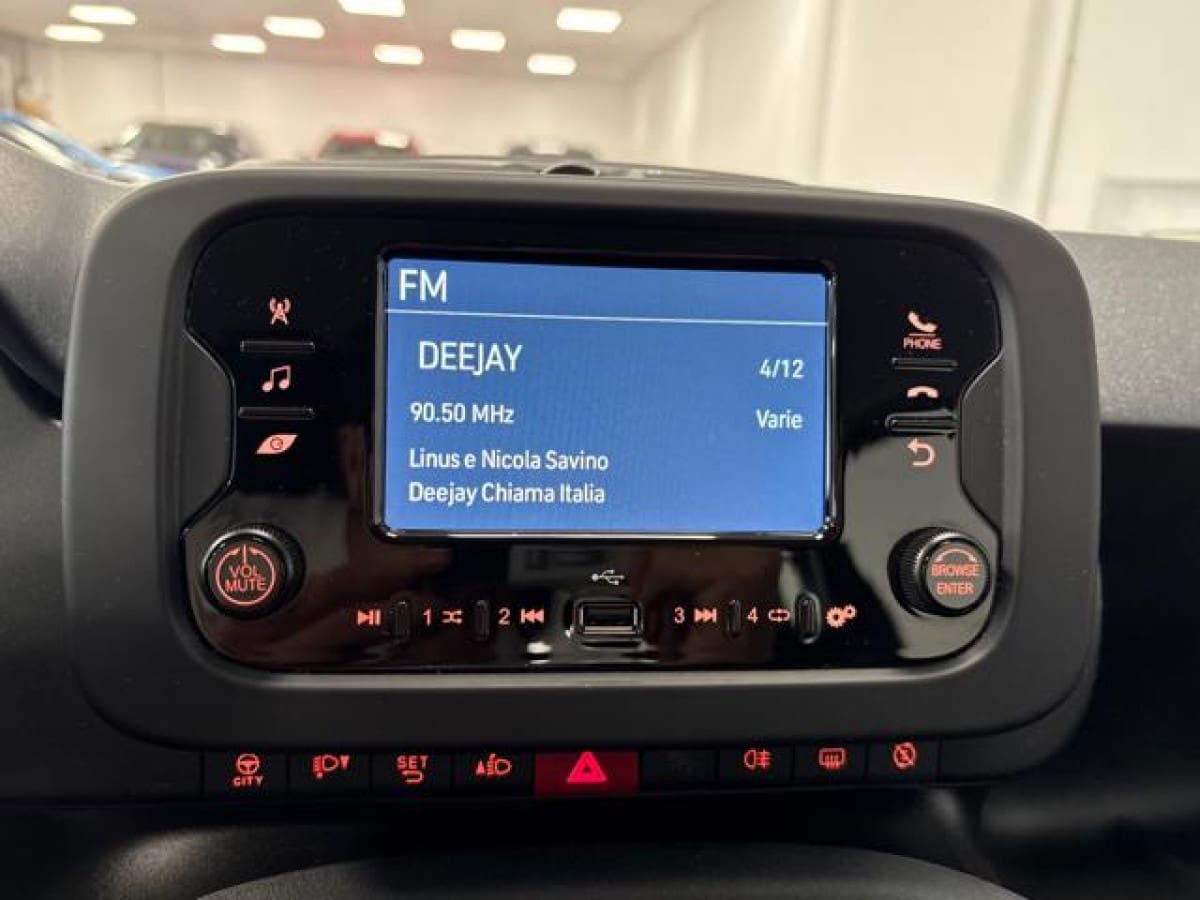 FM
DEEJAY
4/12
90.50 MHz
Varie
Linus e Nicola Savino
Deejay Chiama Italia
PHONE
VOL
MUTE
BROWSE
ENTER
1
2
3
4
CITY
SET